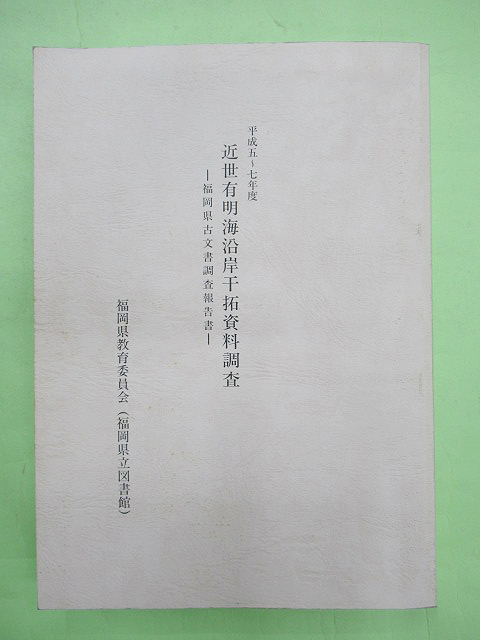 平成五～七年度
近世有明海沿岸干拓資料調査
―福岡県古文書調査報告書―
福岡県教育委員会（福岡県立図書館）